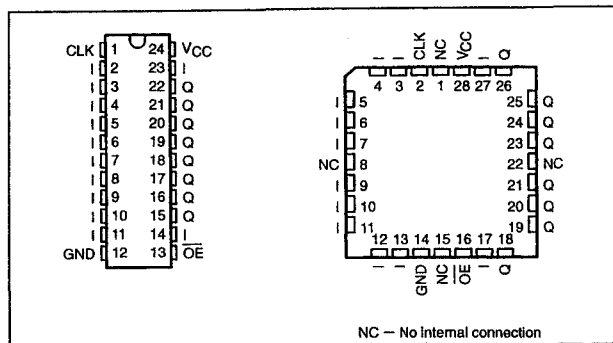 CLK 1 24 VCC
I 2 23 I
I 3 22 Q
I 4 21 Q
I 5 20 Q
I 6 19 Q
I 7 18 Q
I 8 17 Q
I 9 16 Q
I 10 15 Q
I 11 14 I
GND 12 13 OE
I I CLK NC VCC I Q
4 3 2 1 28 27 26
I 5 25 Q
I 6 24 Q
I 7 23 Q
NC 8 22 NC
I 9 21 Q
I 10 20 Q
I 11 19 Q
12 13 14 15 16 17 18
I I GND NC OE I Q
NC – No internal connection